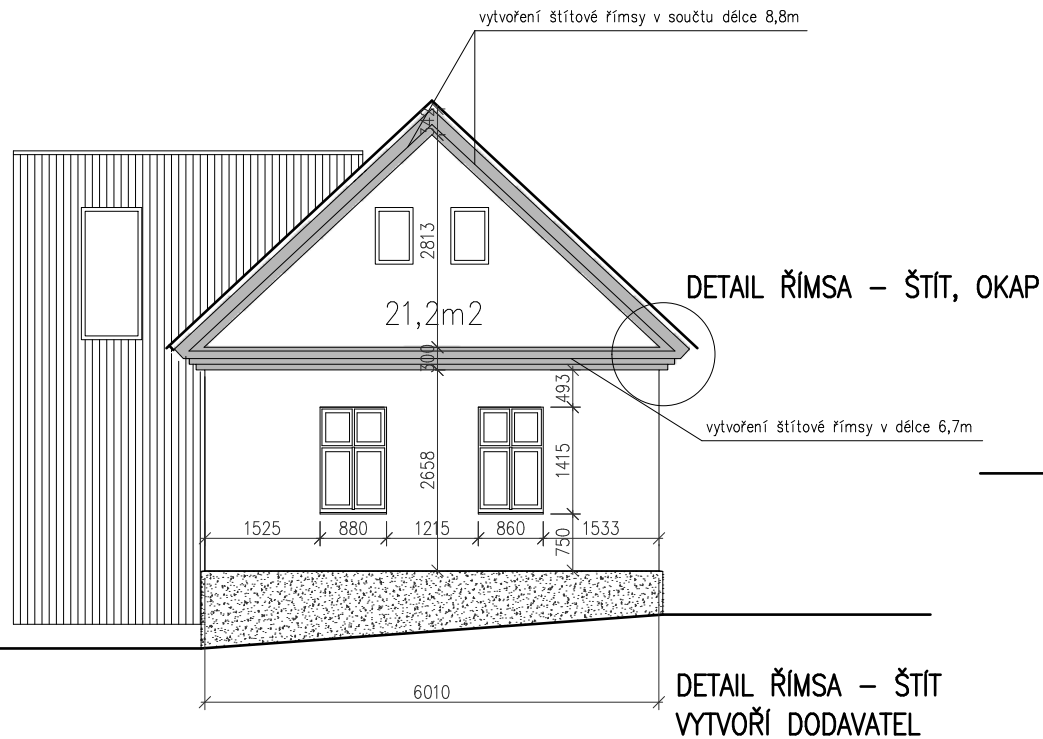 vytvoření štítové římsy v součtu délce 8,8m
2813
DETAIL ŘÍMSA – ŠTÍT, OKAP
21,2m2
300
493
vytvoření štítové římsy v délce 6,7m
2658
1415
1525 880 1215 860 1533
750
6010
DETAIL ŘÍMSA – ŠTÍT
VYTVOŘÍ DODAVATEL